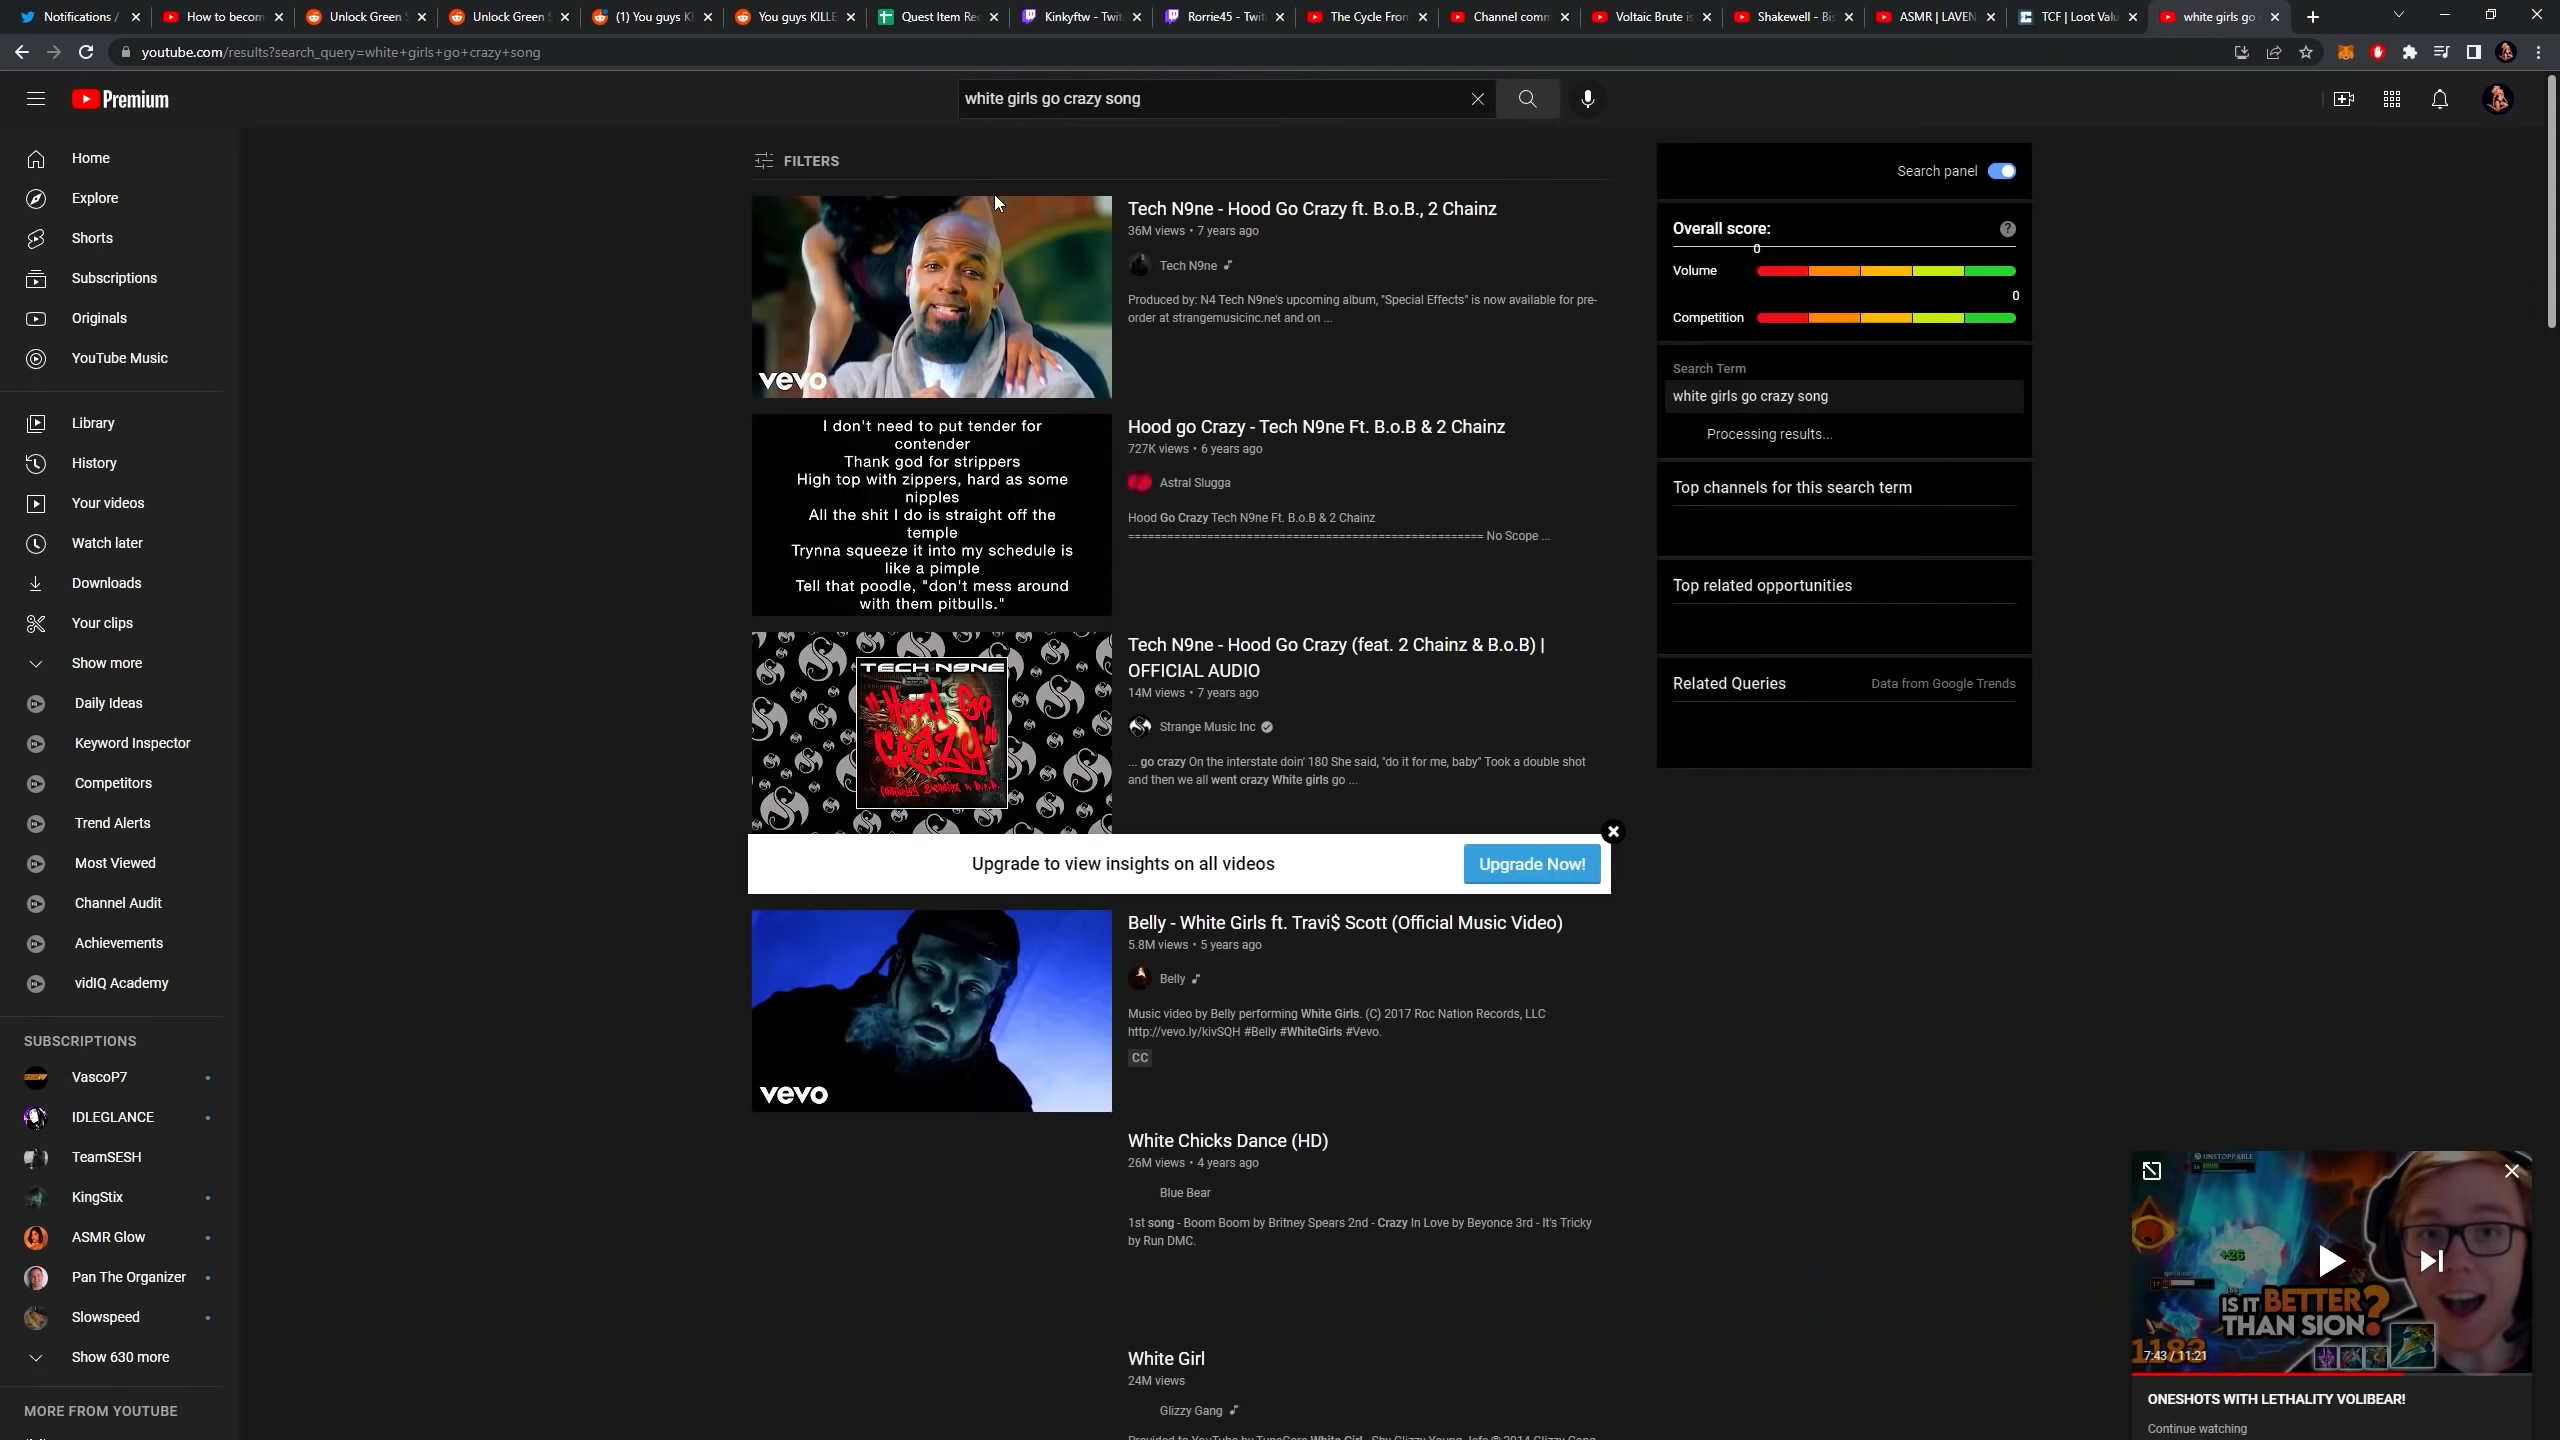 Notifications /
How to becom
Unlock Green S
Unlock Green S
(1) You guys Kl
You guys KILLE
Quest Item Rec
Kinkyftw - Twit
Rorrie45 - Twit
The Cycle Fron
Channel comm
Voltaic Brute is
Shakewell - Bis
ASMR | LAVEN
TCF | Loot Valu
white girls go
youtube.com/results?search_query=white+girls+go+crazy+song
Premium
white girls go crazy song
Home
Explore
Shorts
Subscriptions
Originals
YouTube Music
Library
History
Your videos
Watch later
Downloads
Your clips
Show more
Daily Ideas
Keyword Inspector
Competitors
Trend Alerts
Most Viewed
Channel Audit
Achievements
vidIQ Academy
SUBSCRIPTIONS
VascoP7
IDLEGLANCE
TeamSESH
KingStix
ASMR Glow
Pan The Organizer
Slowspeed
Show 630 more
MORE FROM YOUTUBE
FILTERS
vevo
Tech N9ne - Hood Go Crazy ft. B.o.B., 2 Chainz
36M views • 7 years ago
Tech N9ne
Produced by: N4 Tech N9ne's upcoming album, "Special Effects" is now available for pre-
order at strangemusicinc.net and on ...
I don't need to put tender for
contender
Thank god for strippers
High top with zippers, hard as some
nipples
All the shit I do is straight off the
temple
Trynna squeeze it into my schedule is
like a pimple
Tell that poodle, "don't mess around
with them pitbulls."
Hood go Crazy - Tech N9ne Ft. B.o.B & 2 Chainz
727K views • 6 years ago
Astral Slugga
Hood Go Crazy Tech N9ne Ft. B.o.B & 2 Chainz
====================================================== No Scope ...
TECH N9NE
"Hood Go
Crazy"
Tech N9ne - Hood Go Crazy (feat. 2 Chainz & B.o.B) |
OFFICIAL AUDIO
14M views • 7 years ago
Strange Music Inc
... go crazy On the interstate doin' 180 She said, "do it for me, baby" Took a double shot
and then we all went crazy White girls go ...
Upgrade to view insights on all videos
Upgrade Now!
vevo
Belly - White Girls ft. Travi$ Scott (Official Music Video)
5.8M views • 5 years ago
Belly
Music video by Belly performing White Girls. (C) 2017 Roc Nation Records, LLC
http://vevo.ly/kivSQH #Belly #WhiteGirls #Vevo.
CC
White Chicks Dance (HD)
26M views • 4 years ago
Blue Bear
1st song - Boom Boom by Britney Spears 2nd - Crazy In Love by Beyonce 3rd - It's Tricky
by Run DMC.
White Girl
24M views
Glizzy Gang
Search panel
Overall score:
0
Volume
0
Competition
Search Term
white girls go crazy song
Processing results...
Top channels for this search term
Top related opportunities
Related Queries
Data from Google Trends
UNSTOPPABLE
+26
IS IT BETTER
THAN SION?
1182
7:43 / 11:21
ONESHOTS WITH LETHALITY VOLIBEAR!
Continue watching